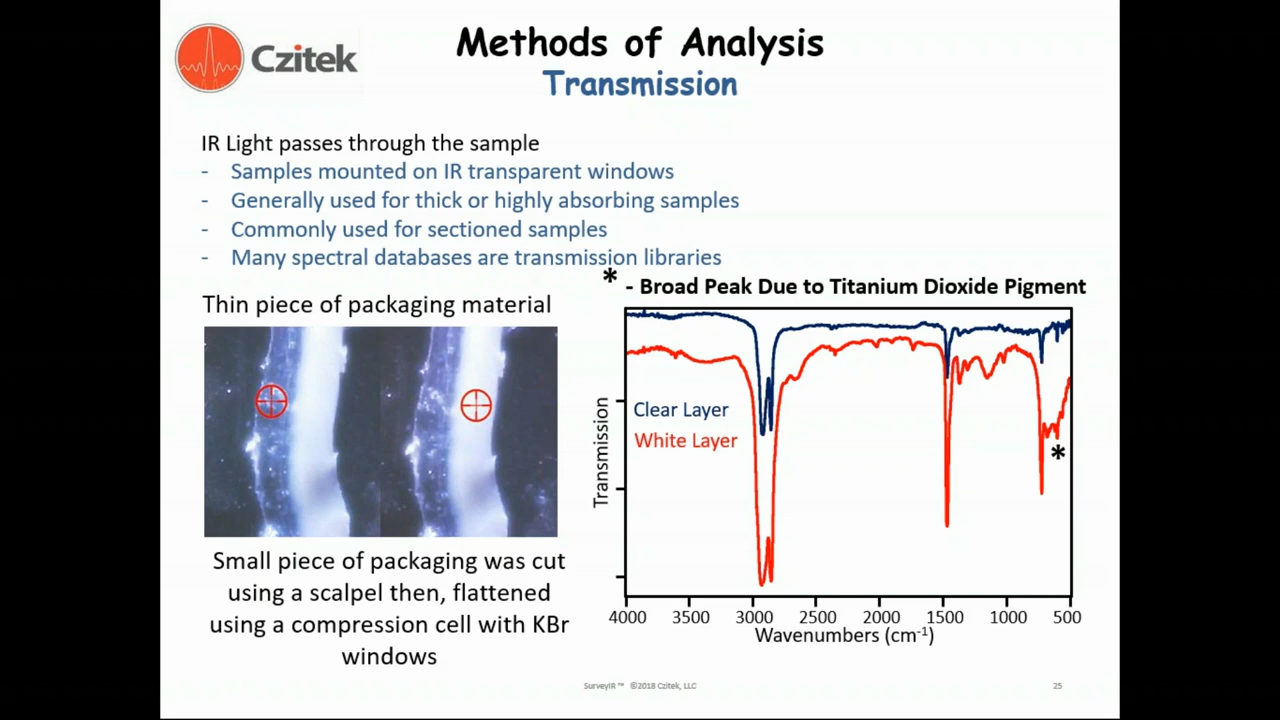 Czitek
Methods of Analysis
Transmission
IR Light passes through the sample
- Samples mounted on IR transparent windows
- Generally used for thick or highly absorbing samples
- Commonly used for sectioned samples
- Many spectral databases are transmission libraries
* - Broad Peak Due to Titanium Dioxide Pigment
Thin piece of packaging material
Clear Layer
White Layer
*
Transmission
4000 3500 3000 2500 2000 1500 1000 500
Wavenumbers (cm⁻¹)
Small piece of packaging was cut
using a scalpel then, flattened
using a compression cell with KBr
windows
SurveyIR™ ©2018 Czitek, LLC
25